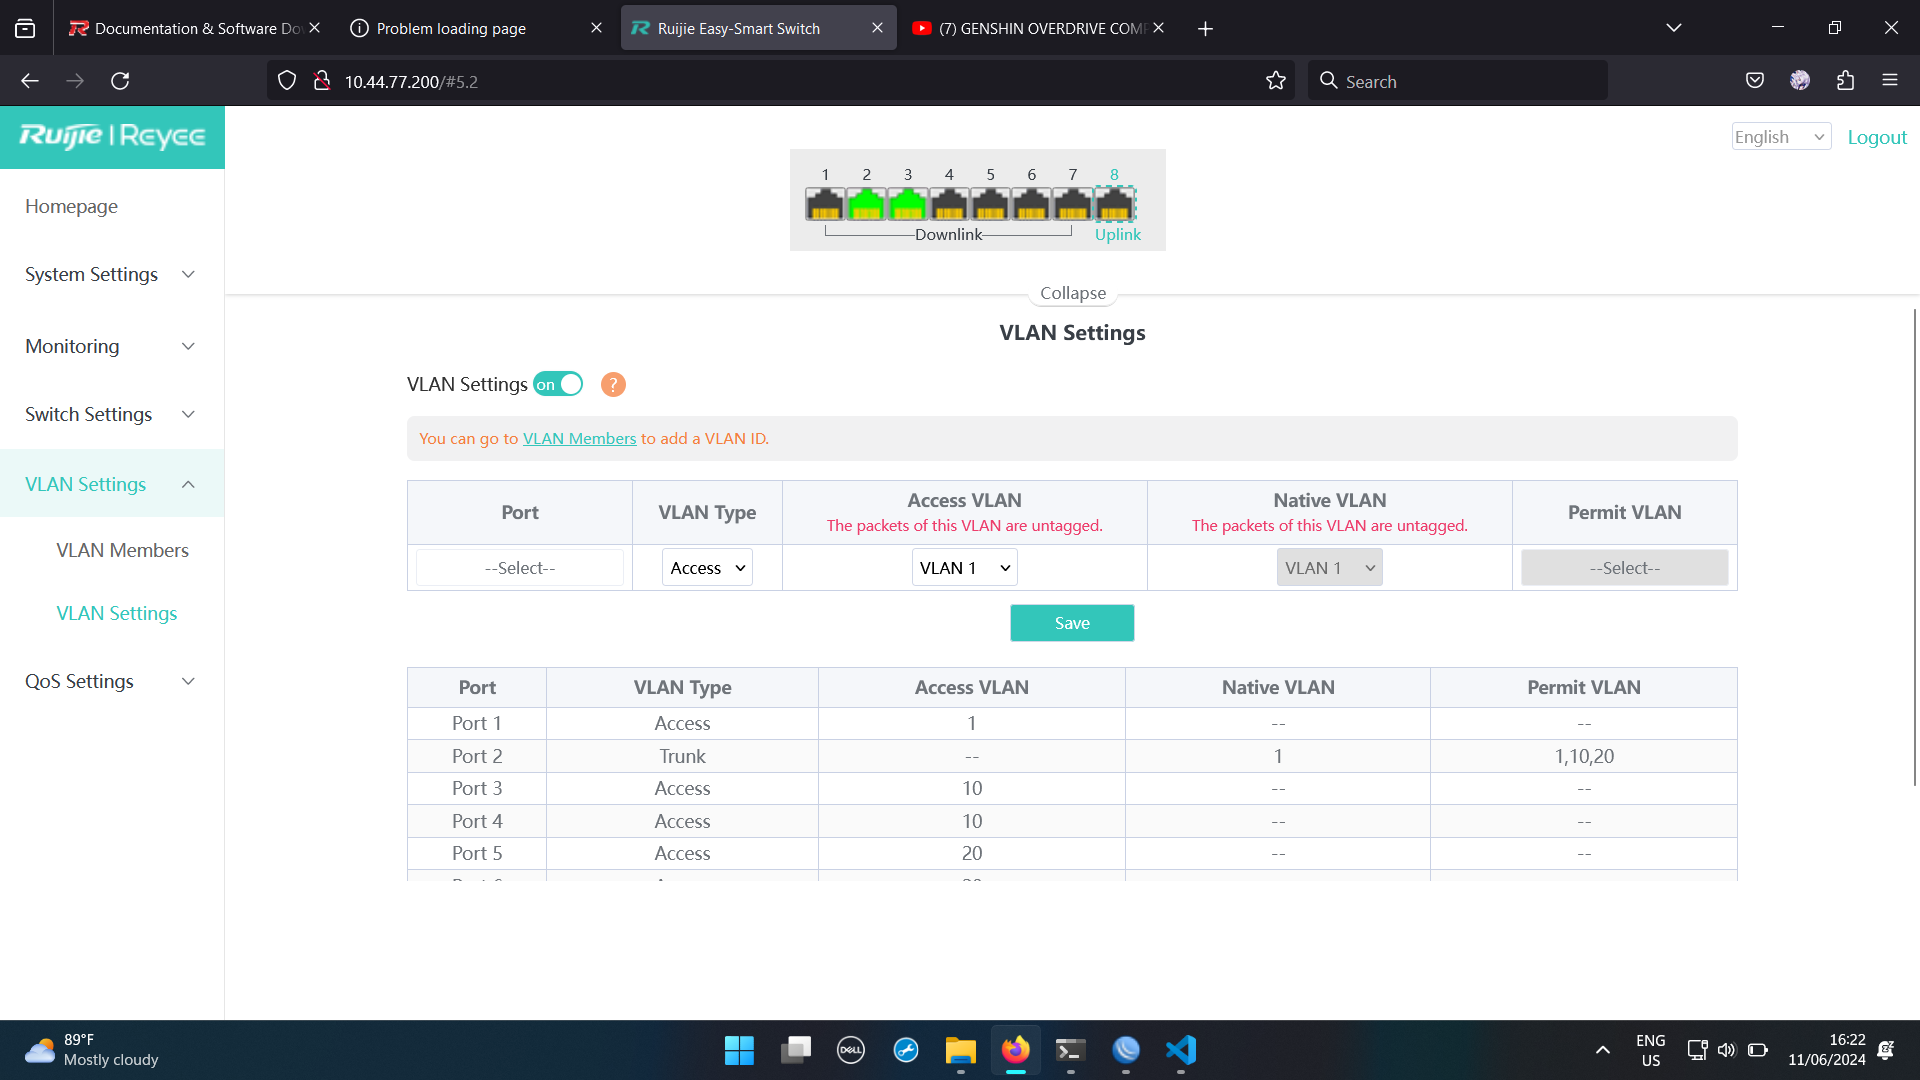 Documentation & Software Do
Problem loading page
Ruijie Easy-Smart Switch
(7) GENSHIN OVERDRIVE COMP
10.44.77.200/#5.2
Search
Ruijie | Reyee
English
Logout
1 2 3 4 5 6 7 8
Downlink
Uplink
Collapse
Homepage
System Settings
Monitoring
Switch Settings
VLAN Settings
VLAN Members
VLAN Settings
QoS Settings
VLAN Settings
VLAN Settings on ?
You can go to VLAN Members to add a VLAN ID.
Port VLAN Type Access VLAN Native VLAN Permit VLAN
The packets of this VLAN are untagged. The packets of this VLAN are untagged.
--Select-- Access VLAN 1 VLAN 1 --Select--
Save
Port VLAN Type Access VLAN Native VLAN Permit VLAN
Port 1 Access 1 -- --
Port 2 Trunk -- 1 1,10,20
Port 3 Access 10 -- --
Port 4 Access 10 -- --
Port 5 Access 20 -- --
89°F
Mostly cloudy
DELL
ENG
US
16:22
11/06/2024